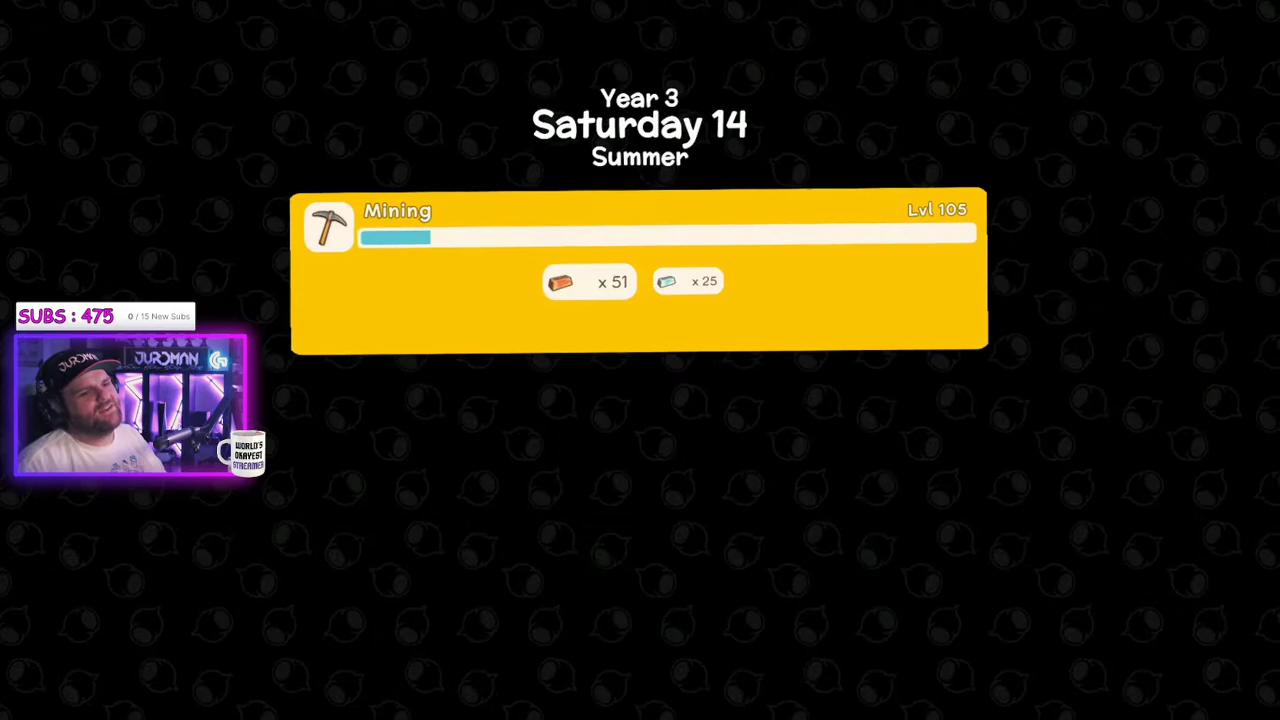 Year 3
Saturday 14
Summer
Mining
Lvl 105
x 51
x 25
SUBS : 475
0 / 15 New Subs
JUROMAN
JUROMAN
WORLD'S
OKAYEST
STREAMER